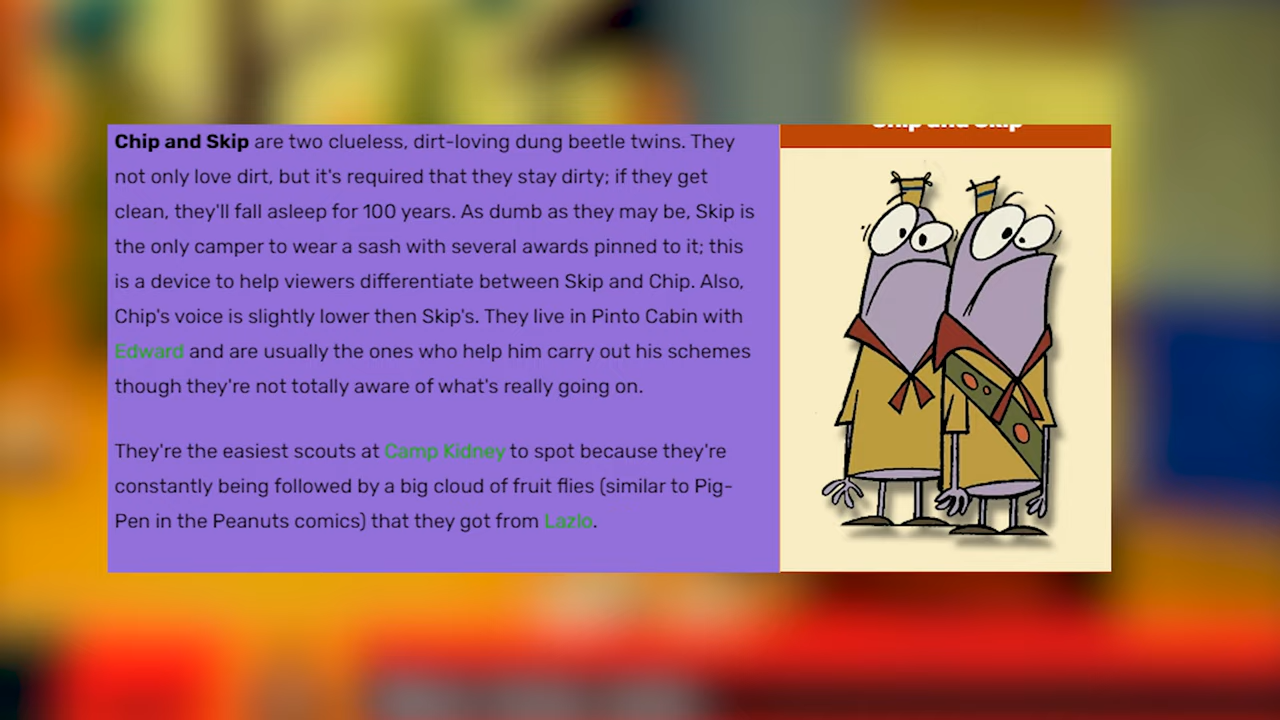 Chip and Skip are two clueless, dirt-loving dung beetle twins. They
not only love dirt, but it's required that they stay dirty; if they get
clean, they'll fall asleep for 100 years. As dumb as they may be, Skip is
the only camper to wear a sash with several awards pinned to it; this
is a device to help viewers differentiate between Skip and Chip. Also,
Chip's voice is slightly lower then Skip's. They live in Pinto Cabin with
Edward and are usually the ones who help him carry out his schemes
though they're not totally aware of what's really going on.
They're the easiest scouts at Camp Kidney to spot because they're
constantly being followed by a big cloud of fruit flies (similar to Pig-
Pen in the Peanuts comics) that they got from Lazlo.
Chip and Skip